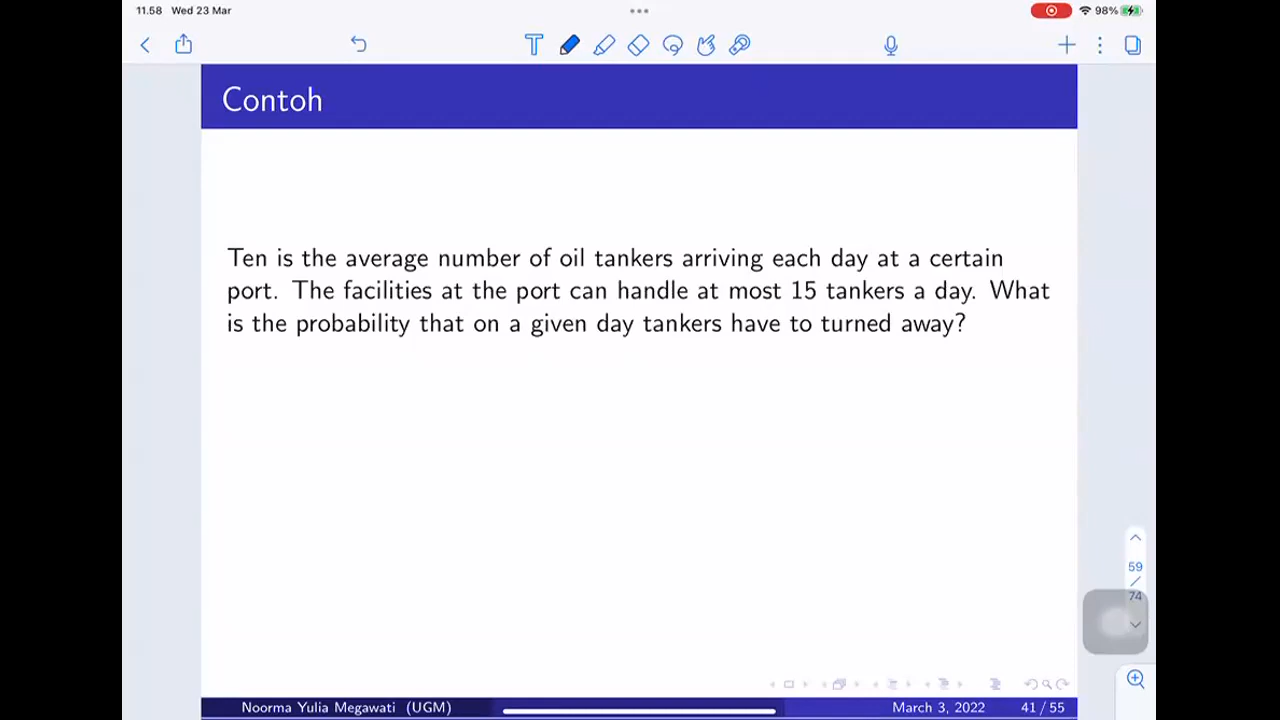 11.58 Wed 23 Mar
98%
T
Contoh
Ten is the average number of oil tankers arriving each day at a certain
port. The facilities at the port can handle at most 15 tankers a day. What
is the probability that on a given day tankers have to turned away?
59
/
74
Noorma Yulia Megawati (UGM) March 3, 2022 41 / 55